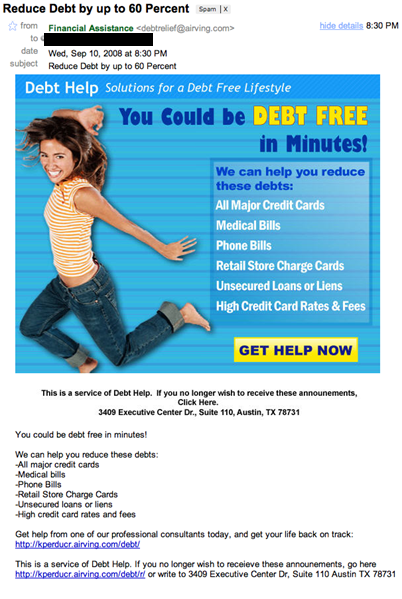 Reduce Debt by up to 60 Percent Spam | X
from Financial Assistance <debtrelief@airving.com> hide details 8:30 PM
to
date Wed, Sep 10, 2008 at 8:30 PM
subject Reduce Debt by up to 60 Percent
Debt Help Solutions for a Debt Free Lifestyle
You Could be DEBT FREE
in Minutes!
We can help you reduce
these debts:
All Major Credit Cards
Medical Bills
Phone Bills
Retail Store Charge Cards
Unsecured Loans or Liens
High Credit Card Rates & Fees
GET HELP NOW
This is a service of Debt Help. If you no longer wish to receive these announements,
Click Here.
3409 Executive Center Dr., Suite 110, Austin, TX 78731
You could be debt free in minutes!
We can help you reduce these debts:
-All major credit cards
-Medical bills
-Phone Bills
-Retail Store Charge Cards
-Unsecured loans or liens
-High credit card rates and fees
Get help from one of our professional consultants today, and get your life back on track:
http://kperducr.airving.com/debt/
This is a service of Debt Help. If you no longer wish to receieve these announements, go here
http://kperducr.airving.com/debt/r/ or write to 3409 Executive Center Dr, Suite 110 Austin TX 78731